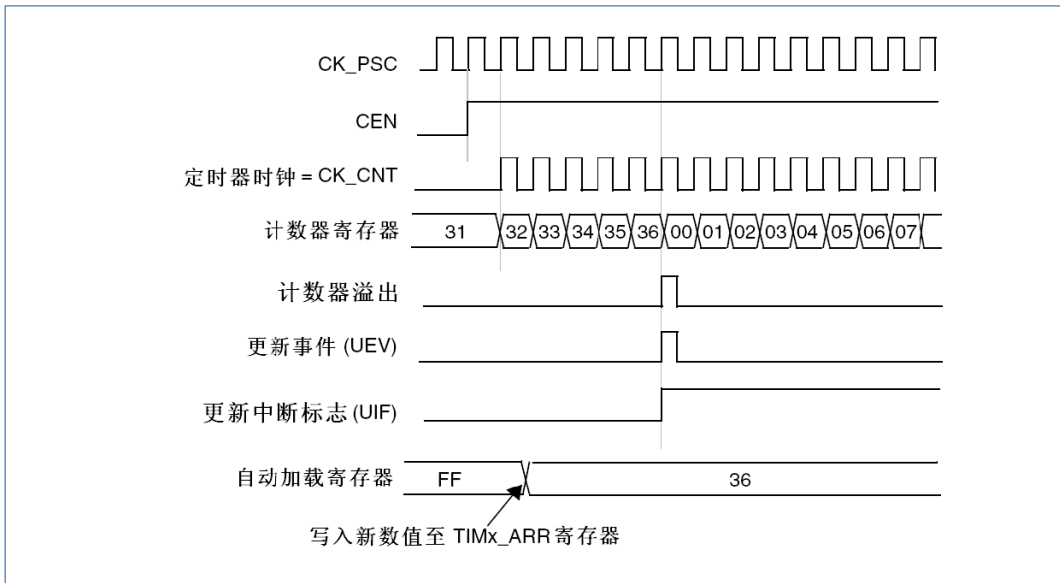 CK_PSC
CEN
定时器时钟 = CK_CNT
计数器寄存器 31 32 33 34 35 36 00 01 02 03 04 05 06 07
计数器溢出
更新事件 (UEV)
更新中断标志 (UIF)
自动加载寄存器 FF 36
写入新数值至 TIMx_ARR 寄存器